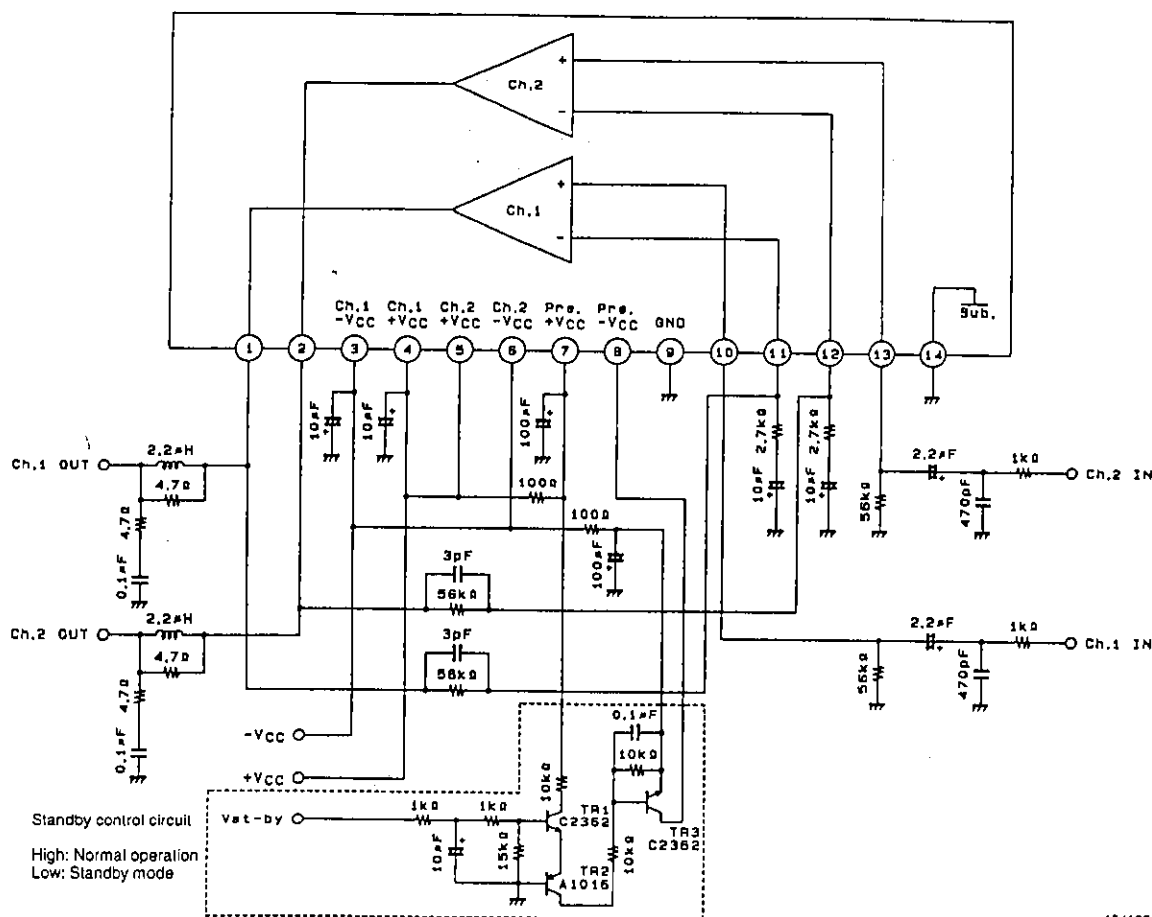 Ch.2
+
-
Ch.1
+
-
Sub.
Ch.1 -VCC
Ch.1 +VCC
Ch.2 +VCC
Ch.2 -VCC
Pre. +VCC
Pre. -VCC
GND
1 2 3 4 5 6 7 8 9 10 11 12 13 14
10µF
10µF
100µF
2.7kΩ
2.7kΩ
10µF
10µF
Ch.1 OUT
2.2µH
4.7Ω
4.7Ω
0.1µF
100Ω
100Ω
100µF
56kΩ
2.2µF
470pF
1kΩ
Ch.2 IN
3pF
56kΩ
Ch.2 OUT
2.2µH
4.7Ω
4.7Ω
0.1µF
3pF
56kΩ
56kΩ
2.2µF
470pF
1kΩ
Ch.1 IN
-VCC
+VCC
0.1µF
10kΩ
10kΩ
Standby control circuit
Vst-by
1kΩ
1kΩ
TR1
C2362
TR3
C2362
High: Normal operation
Low: Standby mode
10µF
15kΩ
TR2
A1016
10kΩ